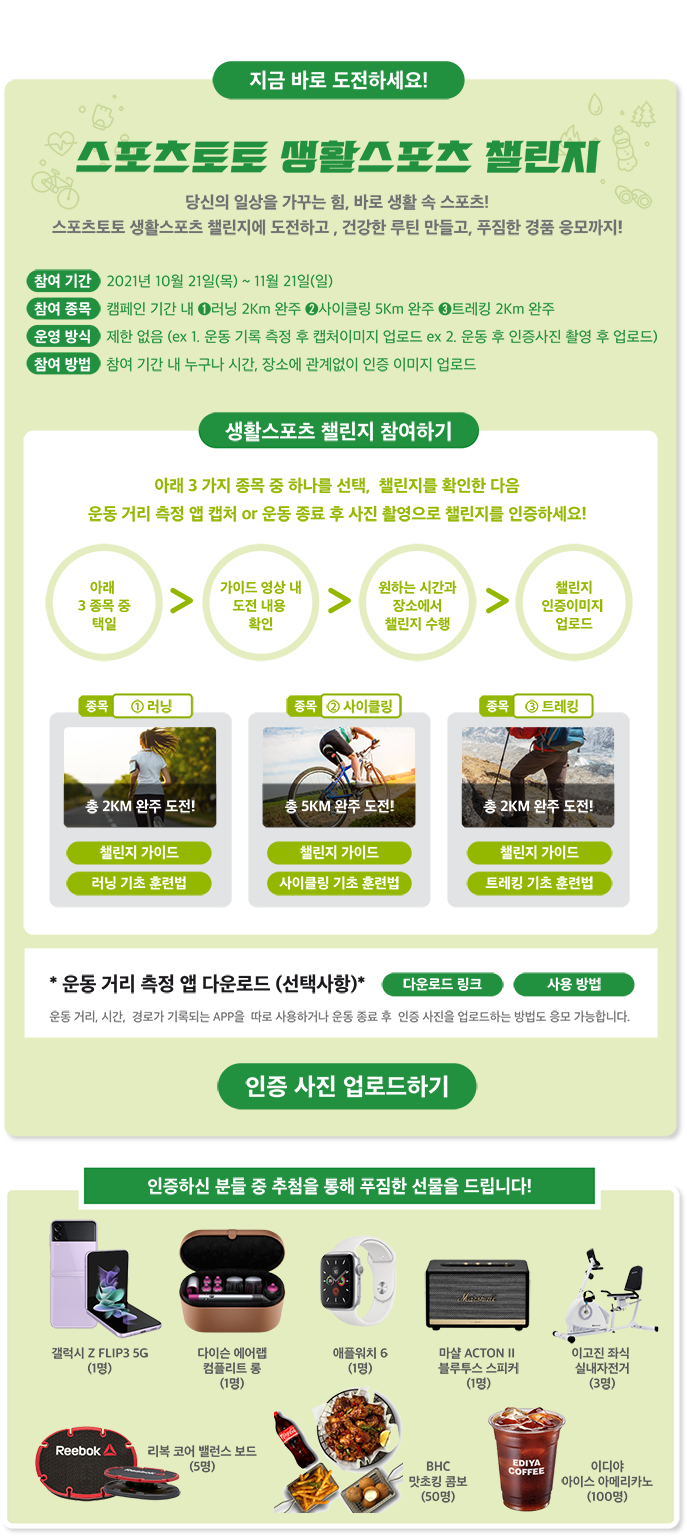 지금 바로 도전하세요!
스포츠토토 생활스포츠 챌린지
당신의 일상을 가꾸는 힘, 바로 생활 속 스포츠!
스포츠토토 생활스포츠 챌린지에 도전하고 , 건강한 루틴 만들고, 푸짐한 경품 응모까지!
참여 기간 2021년 10월 21일(목) ~ 11월 21일(일)
참여 종목 캠페인 기간 내 ❶러닝 2Km 완주 ❷사이클링 5Km 완주 ❸트레킹 2Km 완주
운영 방식 제한 없음 (ex 1. 운동 기록 측정 후 캡처이미지 업로드 ex 2. 운동 후 인증사진 촬영 후 업로드)
참여 방법 참여 기간 내 누구나 시간, 장소에 관계없이 인증 이미지 업로드
생활스포츠 챌린지 참여하기
아래 3 가지 종목 중 하나를 선택, 챌린지를 확인한 다음
운동 거리 측정 앱 캡처 or 운동 종료 후 사진 촬영으로 챌린지를 인증하세요!
아래
3 종목 중
택일
>
가이드 영상 내
도전 내용
확인
>
원하는 시간과
장소에서
챌린지 수행
>
챌린지
인증이미지
업로드
종목 ① 러닝
총 2KM 완주 도전!
챌린지 가이드
러닝 기초 훈련법
종목 ② 사이클링
총 5KM 완주 도전!
챌린지 가이드
사이클링 기초 훈련법
종목 ③ 트레킹
총 2KM 완주 도전!
챌린지 가이드
트레킹 기초 훈련법
* 운동 거리 측정 앱 다운로드 (선택사항)* 다운로드 링크 사용 방법
운동 거리, 시간, 경로가 기록되는 APP을 따로 사용하거나 운동 종료 후 인증 사진을 업로드하는 방법도 응모 가능합니다.
인증 사진 업로드하기
인증하신 분들 중 추첨을 통해 푸짐한 선물을 드립니다!
갤럭시 Z FLIP3 5G
(1명)
다이슨 에어랩
컴플리트 롱
(1명)
애플워치 6
(1명)
Marshall
마샬 ACTON II
블루투스 스피커
(1명)
이고진 좌식
실내자전거
(3명)
Reebok
Reebok
리복 코어 밸런스 보드
(5명)
Coca-Cola
BHC
맛초킹 콤보
(50명)
EDIYA
COFFEE
이디야
아이스 아메리카노
(100명)